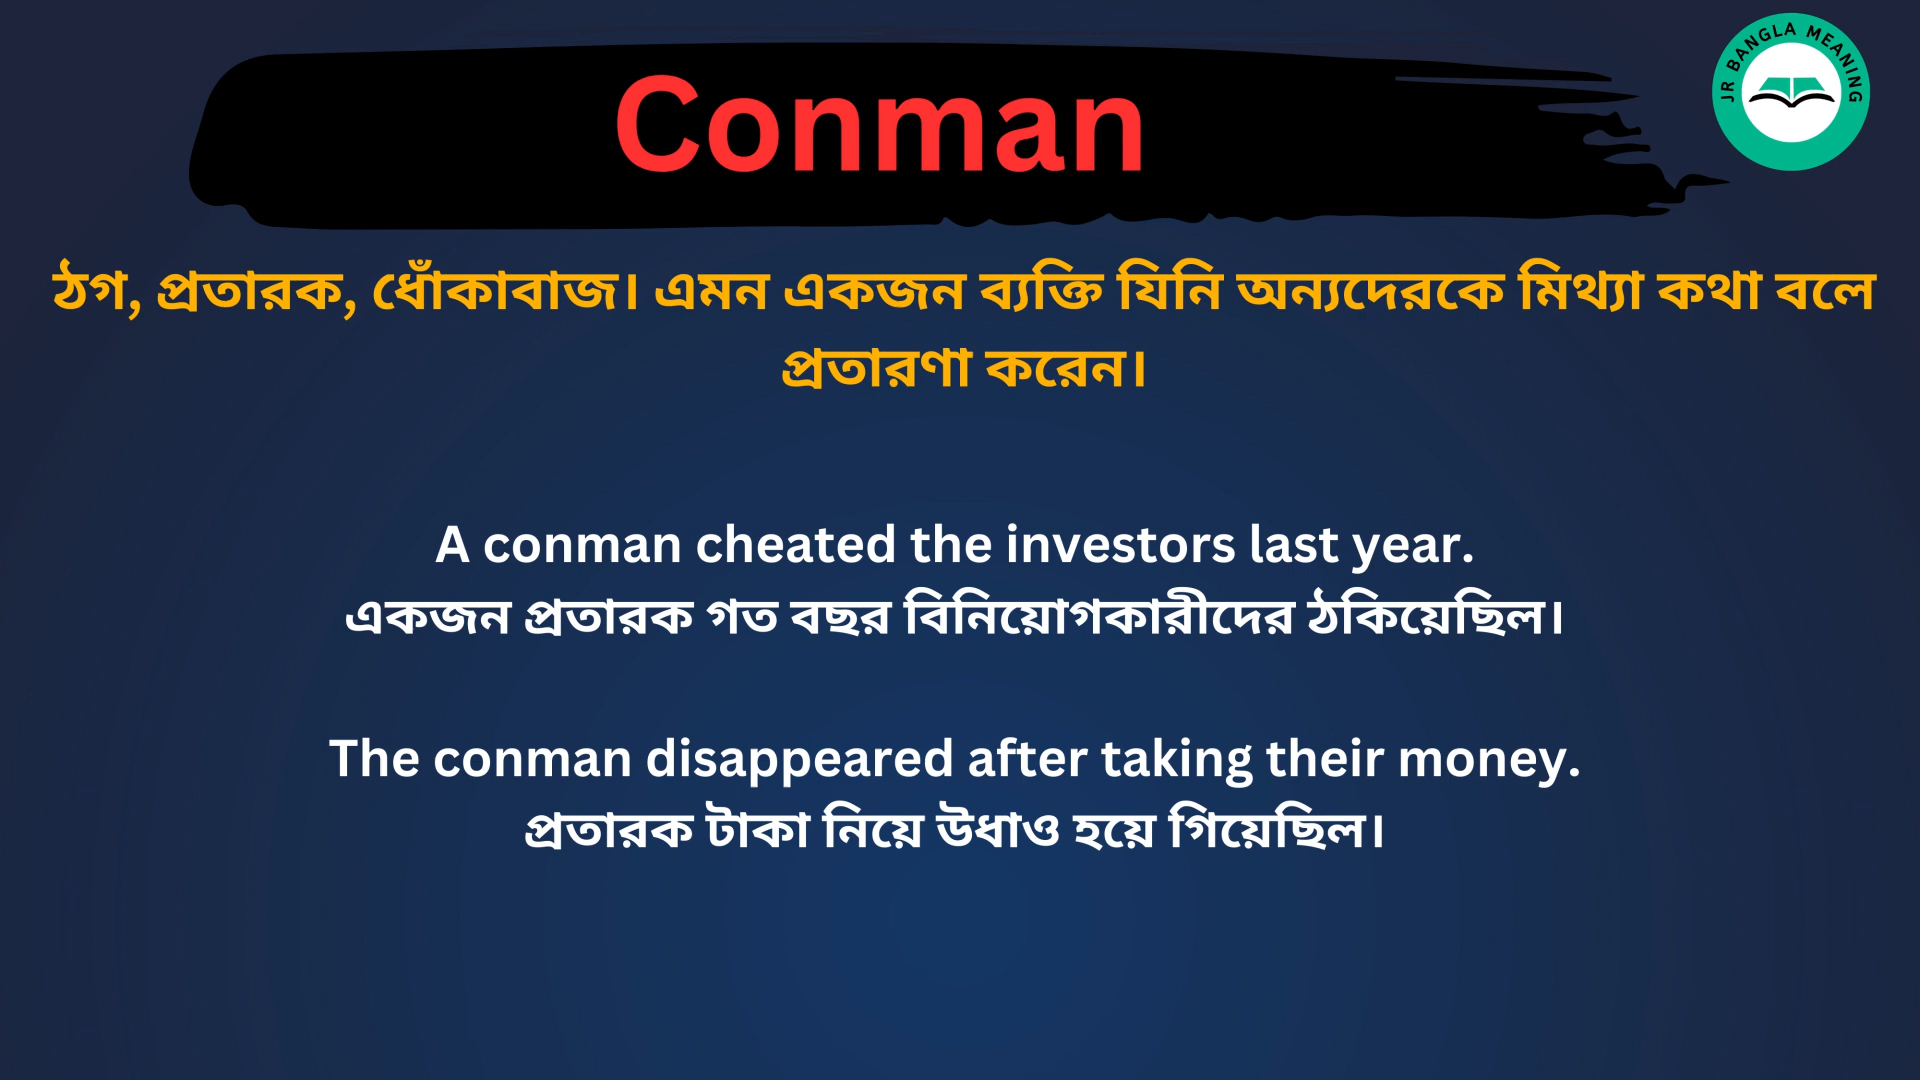 Conman
JR BANGLA MEANING
ঠগ, প্রতারক, ধোঁকাবাজ। এমন একজন ব্যক্তি যিনি অন্যদেরকে মিথ্যা কথা বলে
প্রতারণা করেন।
A conman cheated the investors last year.
একজন প্রতারক গত বছর বিনিয়োগকারীদের ঠকিয়েছিল।
The conman disappeared after taking their money.
প্রতারক টাকা নিয়ে উধাও হয়ে গিয়েছিল।